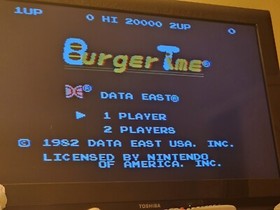 1UP 0 HI 20000 2UP 0
BurgerTime®
® DATA EAST®
1 PLAYER
2 PLAYERS
© 1982 DATA EAST USA. INC.
LICENSED BY NINTENDO
OF AMERICA. INC.
TOSHIBA